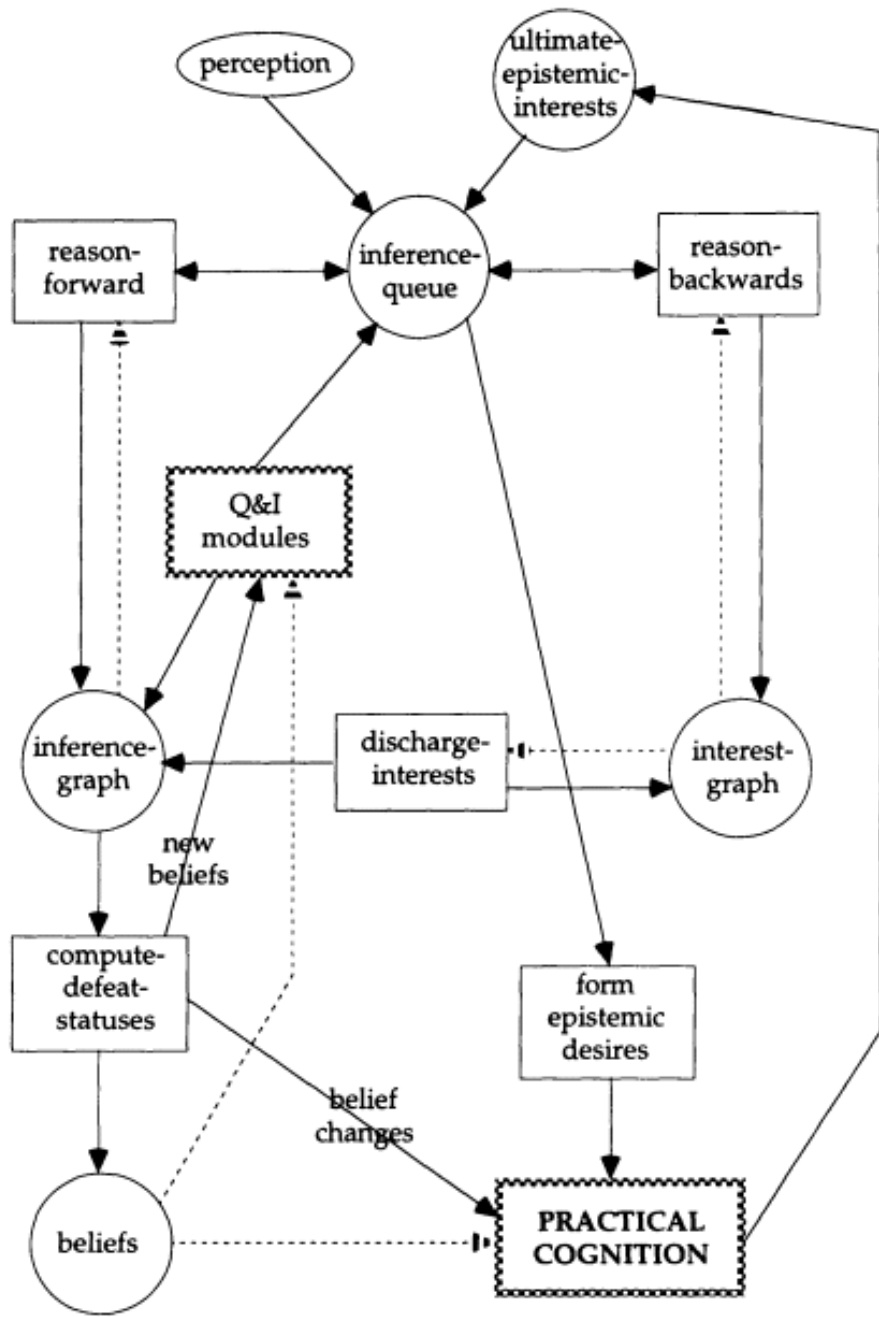 perception
ultimate-
epistemic-
interests
reason-
forward
inference-
queue
reason-
backwards
Q&I
modules
inference-
graph
discharge-
interests
interest-
graph
new
beliefs
compute-
defeat-
statuses
form
epistemic
desires
belief
changes
beliefs
PRACTICAL
COGNITION